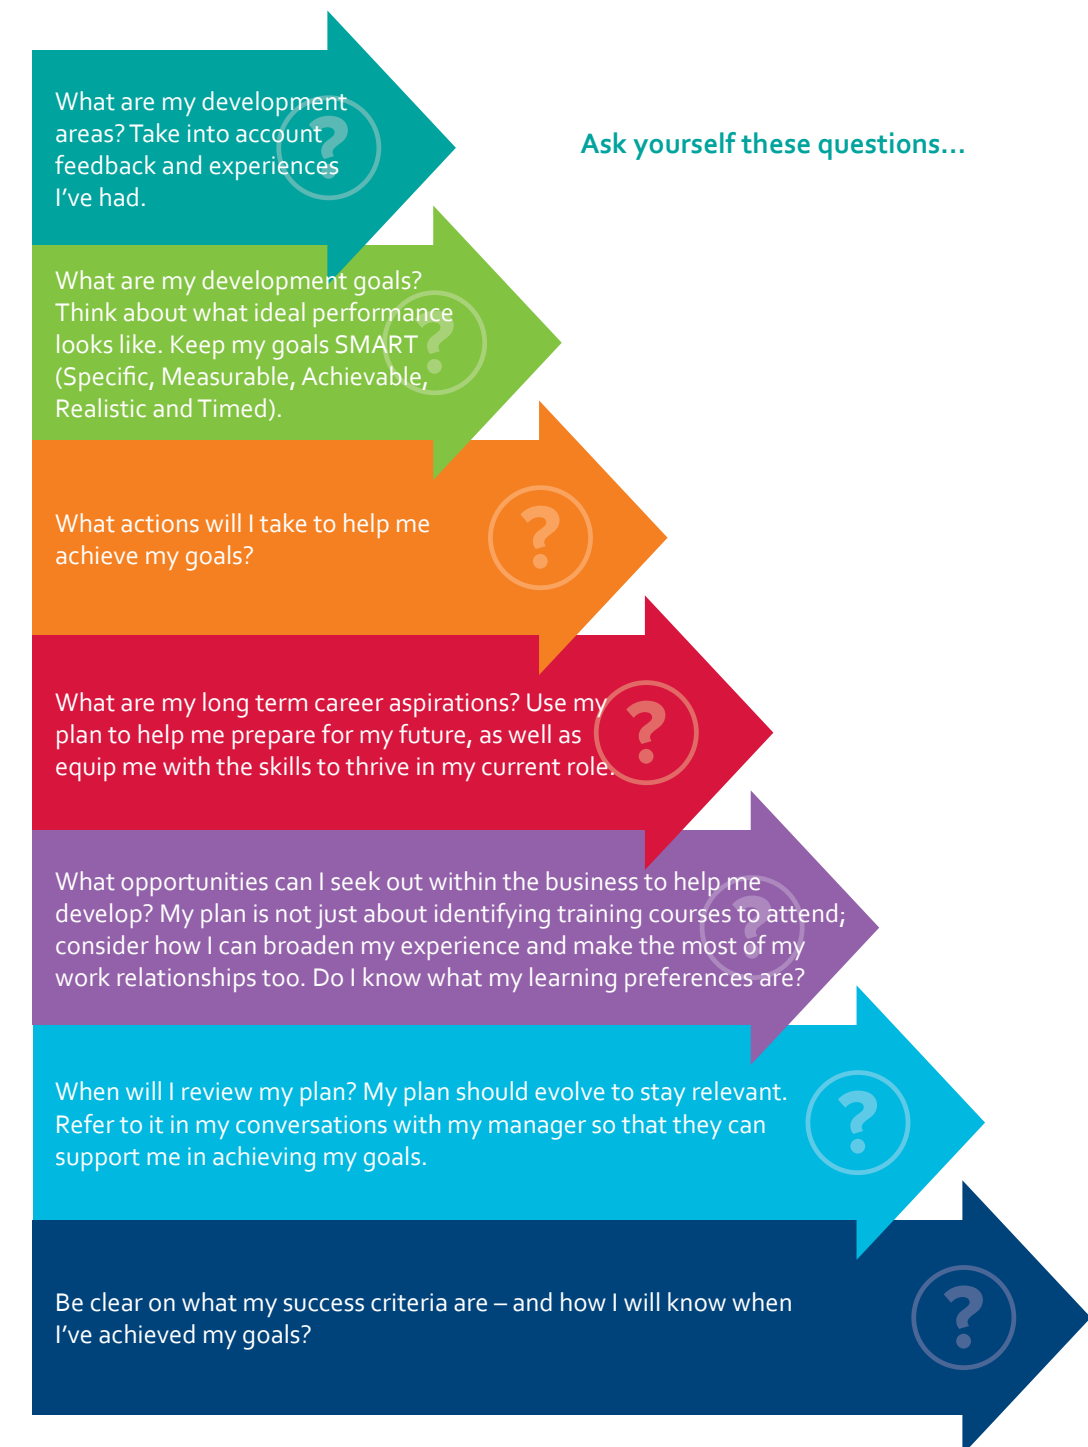 What are my development
areas? Take into account
feedback and experiences
I've had.
Ask yourself these questions...
What are my development goals?
Think about what ideal performance
looks like. Keep my goals SMART
(Specific, Measurable, Achievable,
Realistic and Timed).
What actions will I take to help me
achieve my goals?
What are my long term career aspirations? Use my
plan to help me prepare for my future, as well as
equip me with the skills to thrive in my current role.
What opportunities can I seek out within the business to help me
develop? My plan is not just about identifying training courses to attend;
consider how I can broaden my experience and make the most of my
work relationships too. Do I know what my learning preferences are?
When will I review my plan? My plan should evolve to stay relevant.
Refer to it in my conversations with my manager so that they can
support me in achieving my goals.
Be clear on what my success criteria are – and how I will know when
I've achieved my goals?